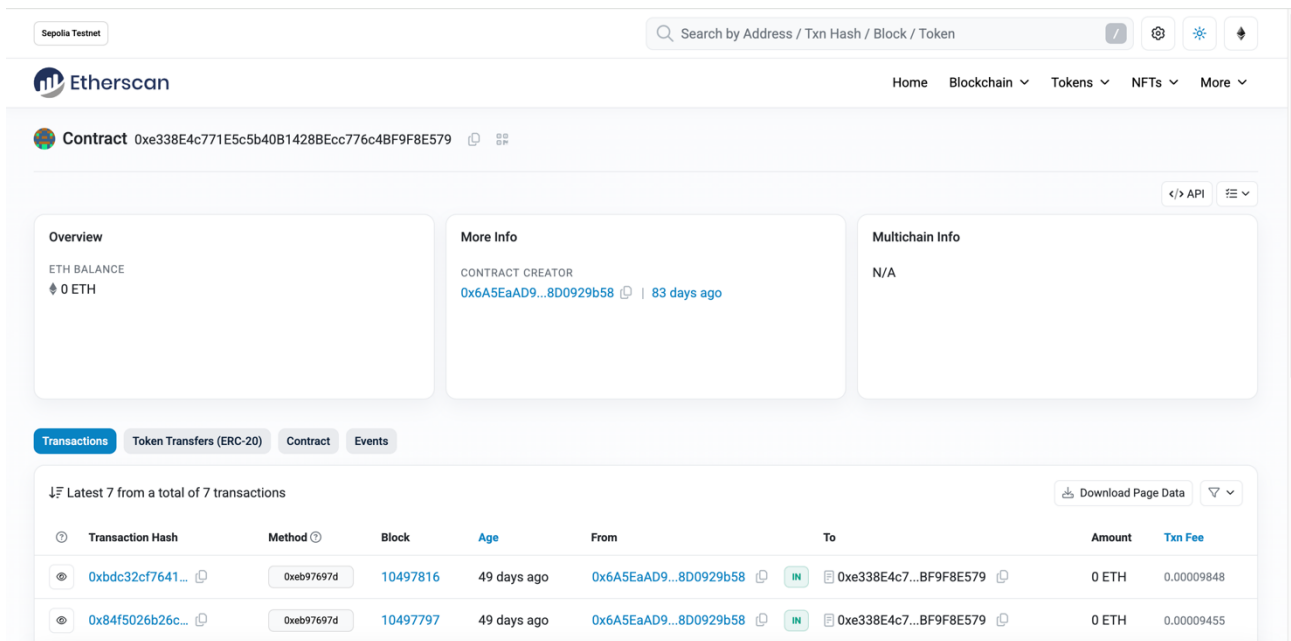 Sepolia Testnet
Search by Address / Txn Hash / Block / Token /
Etherscan
Home Blockchain Tokens NFTs More
Contract 0xe338E4c771E5c5b40B1428BEcc776c4BF9F8E579
</> API
Overview
ETH BALANCE
0 ETH
More Info
CONTRACT CREATOR
0x6A5EaAD9...8D0929b58 | 83 days ago
Multichain Info
N/A
Transactions Token Transfers (ERC-20) Contract Events
Latest 7 from a total of 7 transactions
Download Page Data
Transaction Hash Method Block Age From To Amount Txn Fee
0xbdc32cf7641... 0xeb97697d 10497816 49 days ago 0x6A5EaAD9...8D0929b58 IN 0xe338E4c7...BF9F8E579 0 ETH 0.00009848
0x84f5026b26c... 0xeb97697d 10497797 49 days ago 0x6A5EaAD9...8D0929b58 IN 0xe338E4c7...BF9F8E579 0 ETH 0.00009455